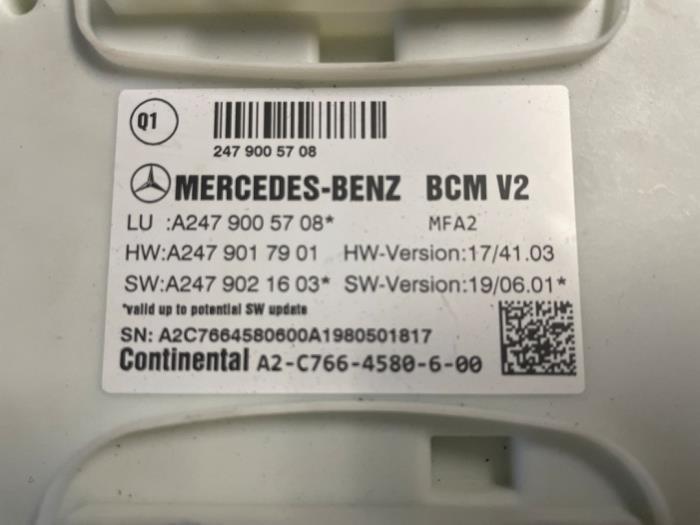 Q1
247 900 57 08
MERCEDES-BENZ BCM V2
LU :A247 900 57 08* MFA2
HW:A247 901 79 01 HW-Version:17/41.03
SW:A247 902 16 03* SW-Version:19/06.01*
*valid up to potential SW update
SN: A2C7664580600A1980501817
Continental A2-C766-4580-6-00